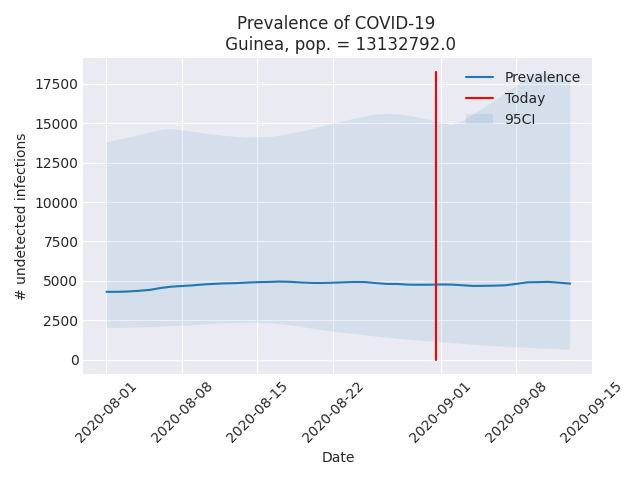 Prevalence of COVID-19
Guinea, pop. = 13132792.0
Prevalence
Today
95CI
17500
15000
12500
10000
7500
5000
2500
0
# undetected infections
2020-08-01
2020-08-08
2020-08-15
2020-08-22
2020-09-01
2020-09-08
2020-09-15
Date